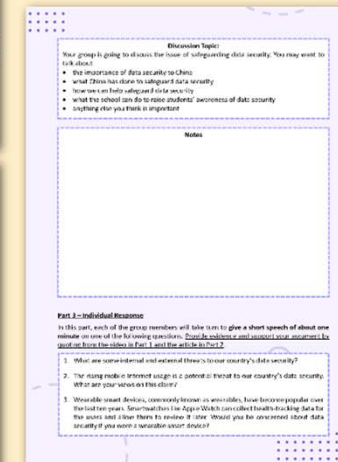 Discussion Topic:
Your group is going to discuss the issue of safeguarding data security. You may want to
talk about
• the importance of data security to China
• what China has done to safeguard data security
• how we can help safeguard data security
• what the school can do to raise students' awareness of data security
• anything else you think is important
Notes
Part 3 – Individual Response
In this part, each of the group members will take turn to give a short speech of about one
minute on one of the following questions. Provide evidence and support your argument by
quoting from the video in Part 1 and the article in Part 2.
1. What are some internal and external threats to our country's data security?
2. The rising mobile Internet usage is a potential threat to our country's data security.
What are your views on this claim?
3. Wearable smart devices, commonly known as wearables, have become popular over
the last ten years. Smartwatches like Apple Watch can collect health-tracking data for
the users and allow them to review it later. Would you be concerned about data
security if you wore a wearable smart device?